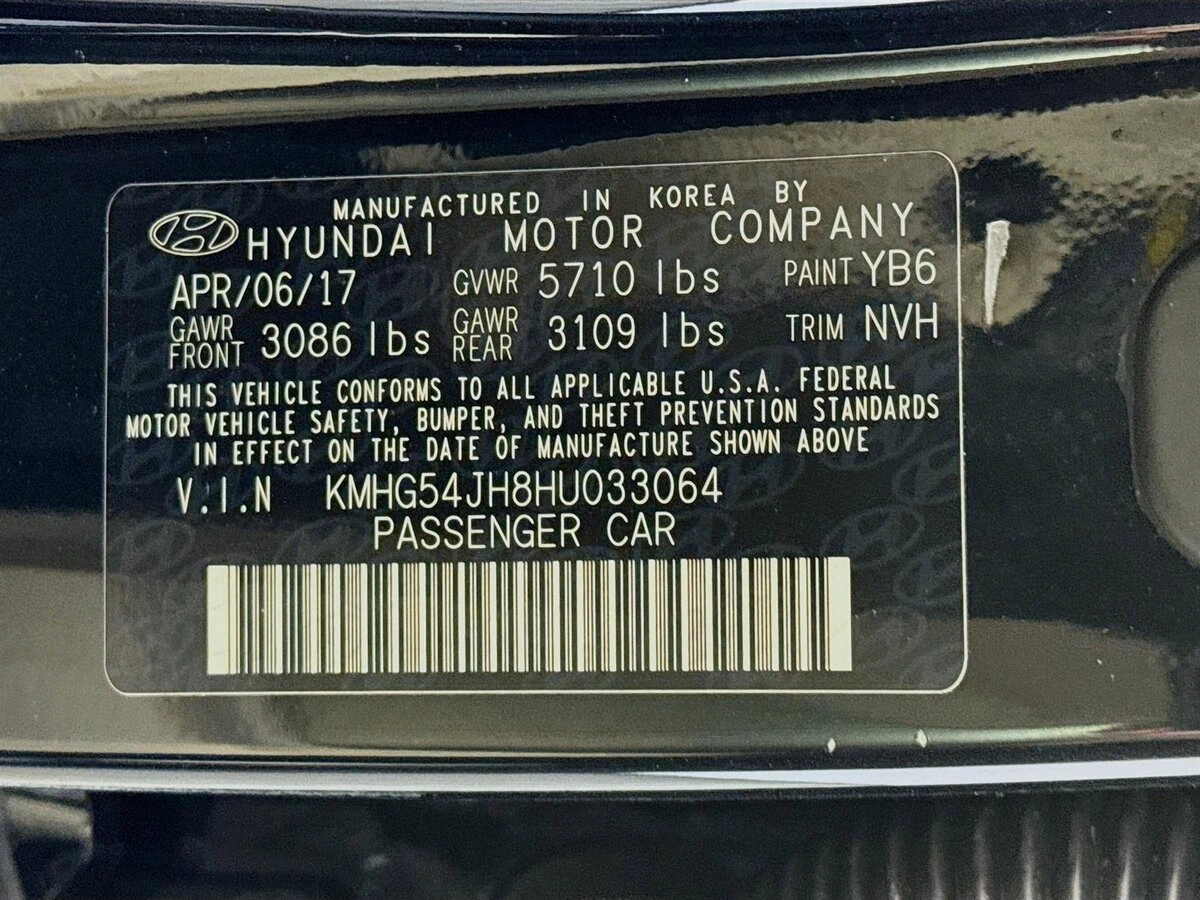 MANUFACTURED IN KOREA BY
HYUNDAI MOTOR COMPANY
APR/06/17 GVWR 5710 lbs PAINT YB6
GAWR FRONT 3086 lbs GAWR REAR 3109 lbs TRIM NVH
THIS VEHICLE CONFORMS TO ALL APPLICABLE U.S.A. FEDERAL
MOTOR VEHICLE SAFETY, BUMPER, AND THEFT PREVENTION STANDARDS
IN EFFECT ON THE DATE OF MANUFACTURE SHOWN ABOVE
V.I.N KMHG54JH8HU033064
PASSENGER CAR